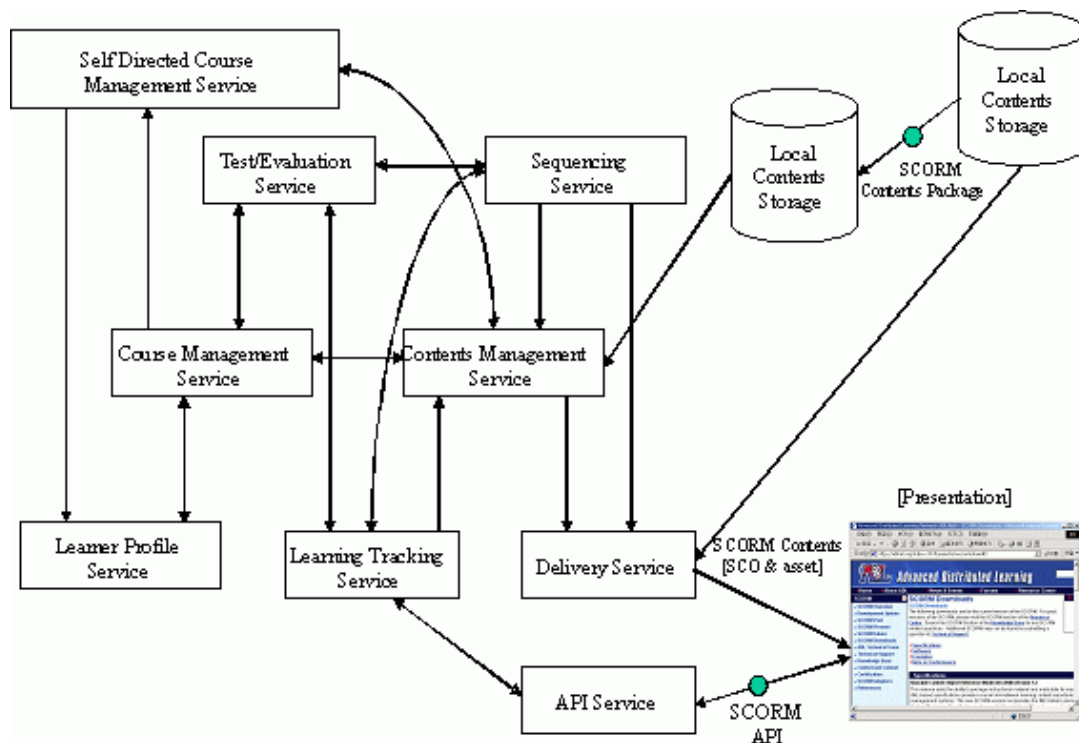 Self Directed Course
Management Service
Local
Contents
Storage
Test/Evaluation
Service
Sequencing
Service
Local
Contents
Storage
SCORM
Contents Package
Course Management
Service
Contents Management
Service
[Presentation]
Learner Profile
Service
Learning Tracking
Service
Delivery Service
SCORM Contents
[SCO & asset]
Advanced Distributed Learning
SCORM Downloads
API Service
SCORM
API